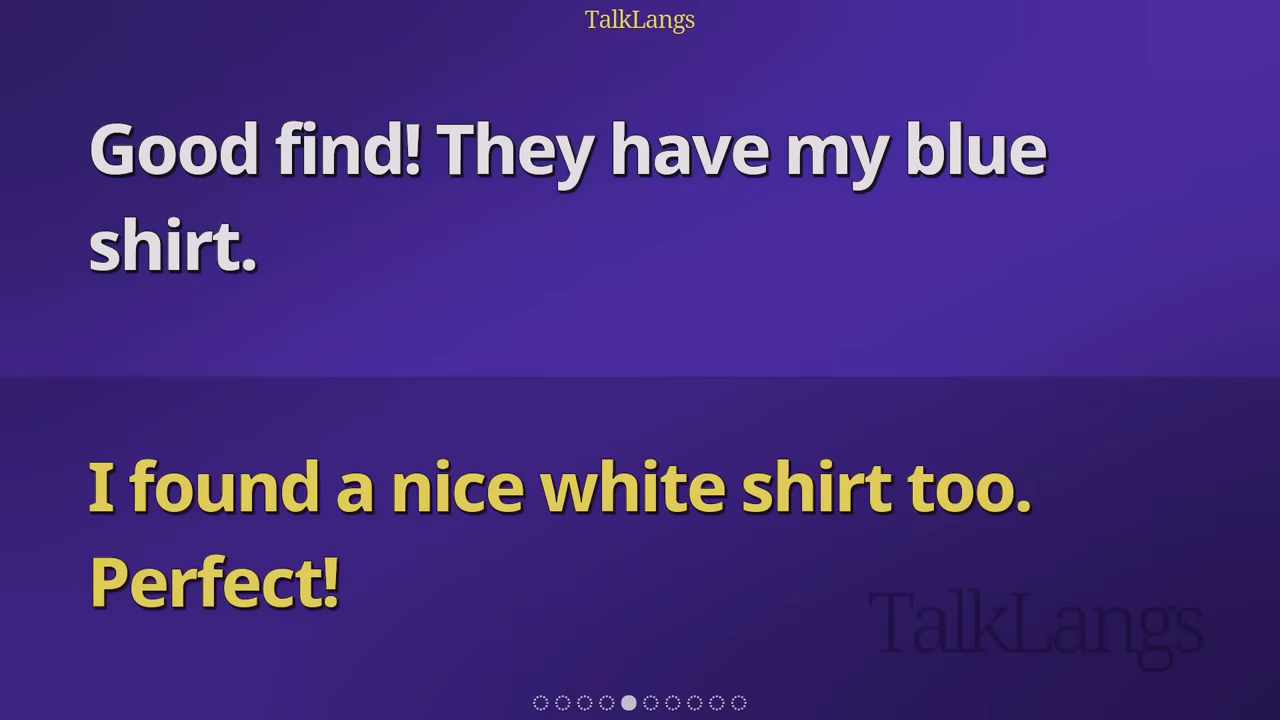 TalkLangs
Good find! They have my blue
shirt.
I found a nice white shirt too.
Perfect!
TalkLangs